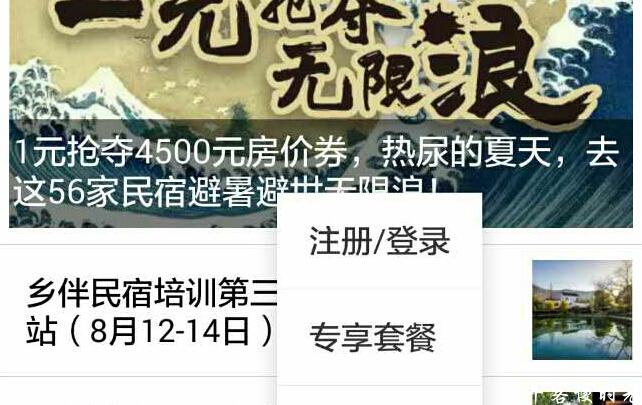 一元抢夺
无限浪
1元抢夺4500元房价券，热尿的夏天，去
这56家民宿避暑避世无限浪！
注册/登录
乡伴民宿培训第三
站（8月12-14日）
专享套餐